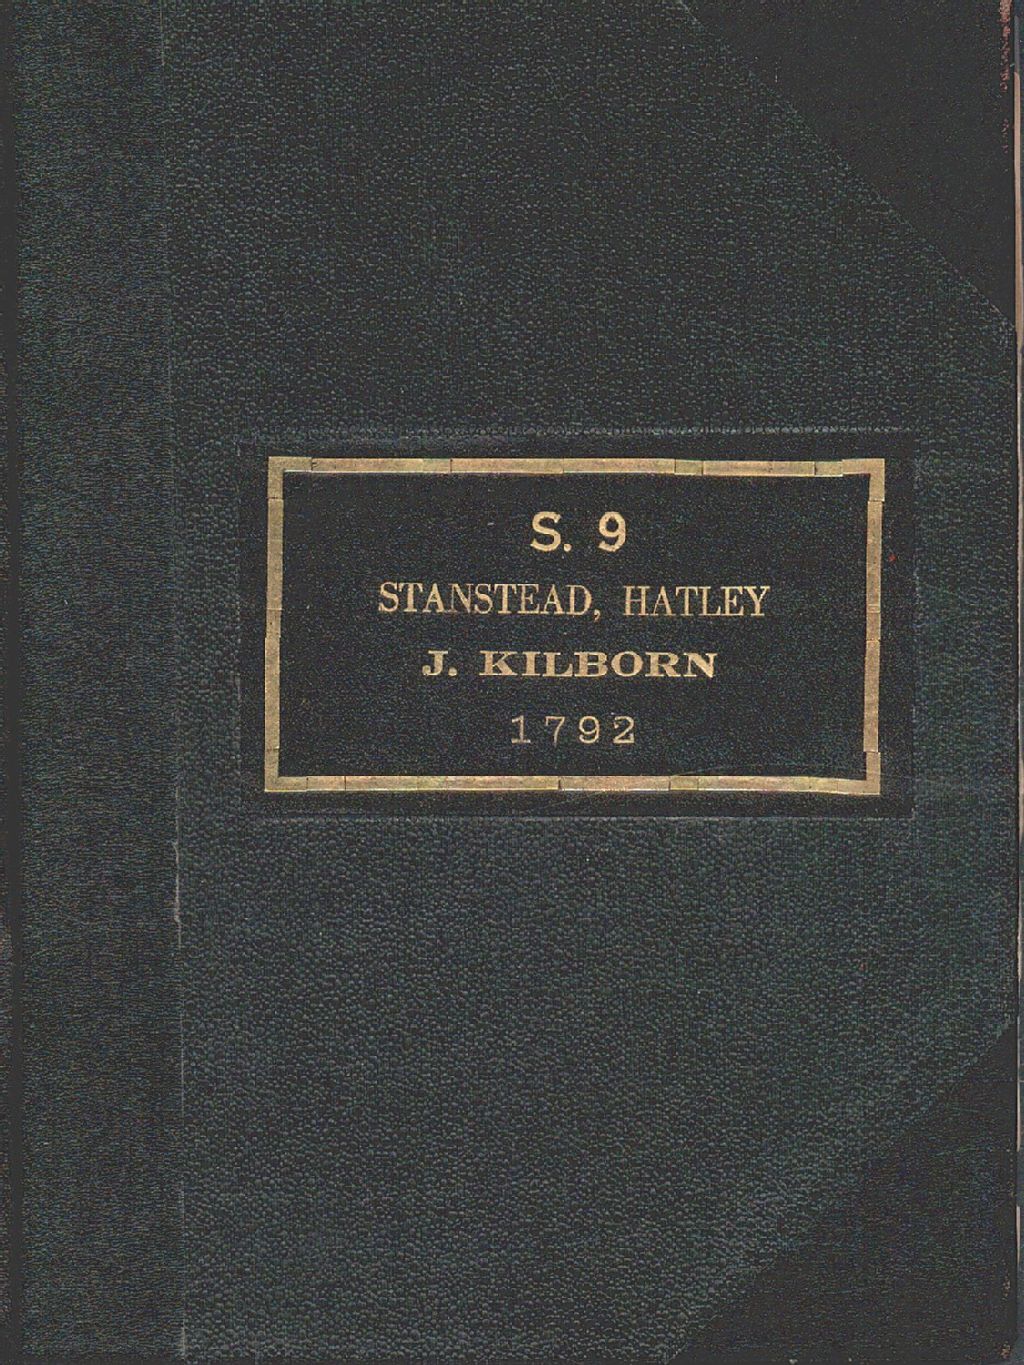 S. 9
STANSTEAD, HATLEY
J. KILBORN
1792